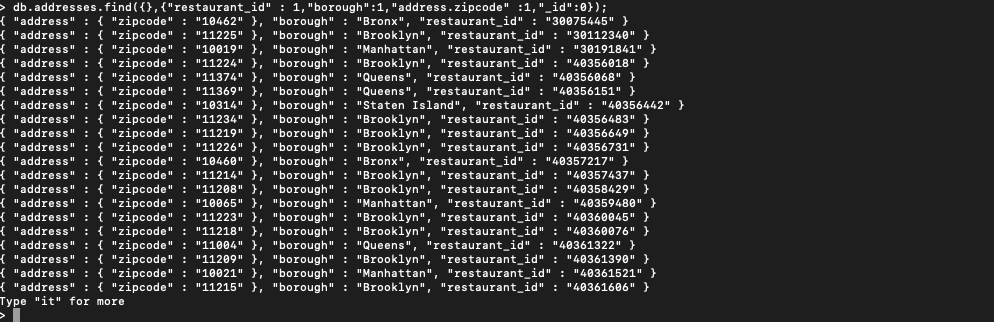 > db.addresses.find({},{"restaurant_id" : 1,"borough":1,"address.zipcode" :1,"_id":0});
{ "address" : { "zipcode" : "10462" }, "borough" : "Bronx", "restaurant_id" : "30075445" }
{ "address" : { "zipcode" : "11225" }, "borough" : "Brooklyn", "restaurant_id" : "30112340" }
{ "address" : { "zipcode" : "10019" }, "borough" : "Manhattan", "restaurant_id" : "30191841" }
{ "address" : { "zipcode" : "11224" }, "borough" : "Brooklyn", "restaurant_id" : "40356018" }
{ "address" : { "zipcode" : "11374" }, "borough" : "Queens", "restaurant_id" : "40356068" }
{ "address" : { "zipcode" : "11369" }, "borough" : "Queens", "restaurant_id" : "40356151" }
{ "address" : { "zipcode" : "10314" }, "borough" : "Staten Island", "restaurant_id" : "40356442" }
{ "address" : { "zipcode" : "11234" }, "borough" : "Brooklyn", "restaurant_id" : "40356483" }
{ "address" : { "zipcode" : "11219" }, "borough" : "Brooklyn", "restaurant_id" : "40356649" }
{ "address" : { "zipcode" : "11226" }, "borough" : "Brooklyn", "restaurant_id" : "40356731" }
{ "address" : { "zipcode" : "10460" }, "borough" : "Bronx", "restaurant_id" : "40357217" }
{ "address" : { "zipcode" : "11214" }, "borough" : "Brooklyn", "restaurant_id" : "40357437" }
{ "address" : { "zipcode" : "11208" }, "borough" : "Brooklyn", "restaurant_id" : "40358429" }
{ "address" : { "zipcode" : "10065" }, "borough" : "Manhattan", "restaurant_id" : "40359480" }
{ "address" : { "zipcode" : "11223" }, "borough" : "Brooklyn", "restaurant_id" : "40360045" }
{ "address" : { "zipcode" : "11218" }, "borough" : "Brooklyn", "restaurant_id" : "40360076" }
{ "address" : { "zipcode" : "11004" }, "borough" : "Queens", "restaurant_id" : "40361322" }
{ "address" : { "zipcode" : "11209" }, "borough" : "Brooklyn", "restaurant_id" : "40361390" }
{ "address" : { "zipcode" : "10021" }, "borough" : "Manhattan", "restaurant_id" : "40361521" }
{ "address" : { "zipcode" : "11215" }, "borough" : "Brooklyn", "restaurant_id" : "40361606" }
Type "it" for more
>